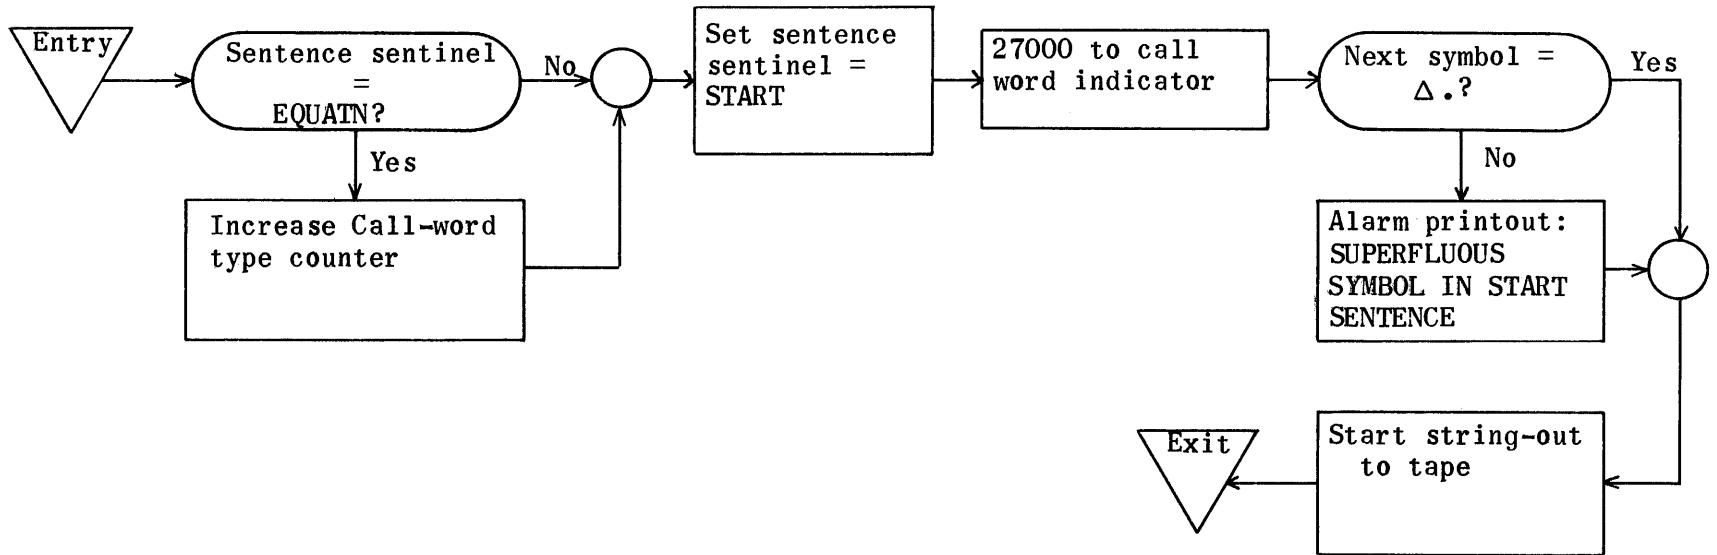 Entry
Sentence sentinel
=
EQUATN?
No
Yes
Increase Call-word
type counter
Set sentence
sentinel =
START
27000 to call
word indicator
Next symbol =
Δ.?
Yes
No
Alarm printout:
SUPERFLUOUS
SYMBOL IN START
SENTENCE
Start string-out
to tape
Exit